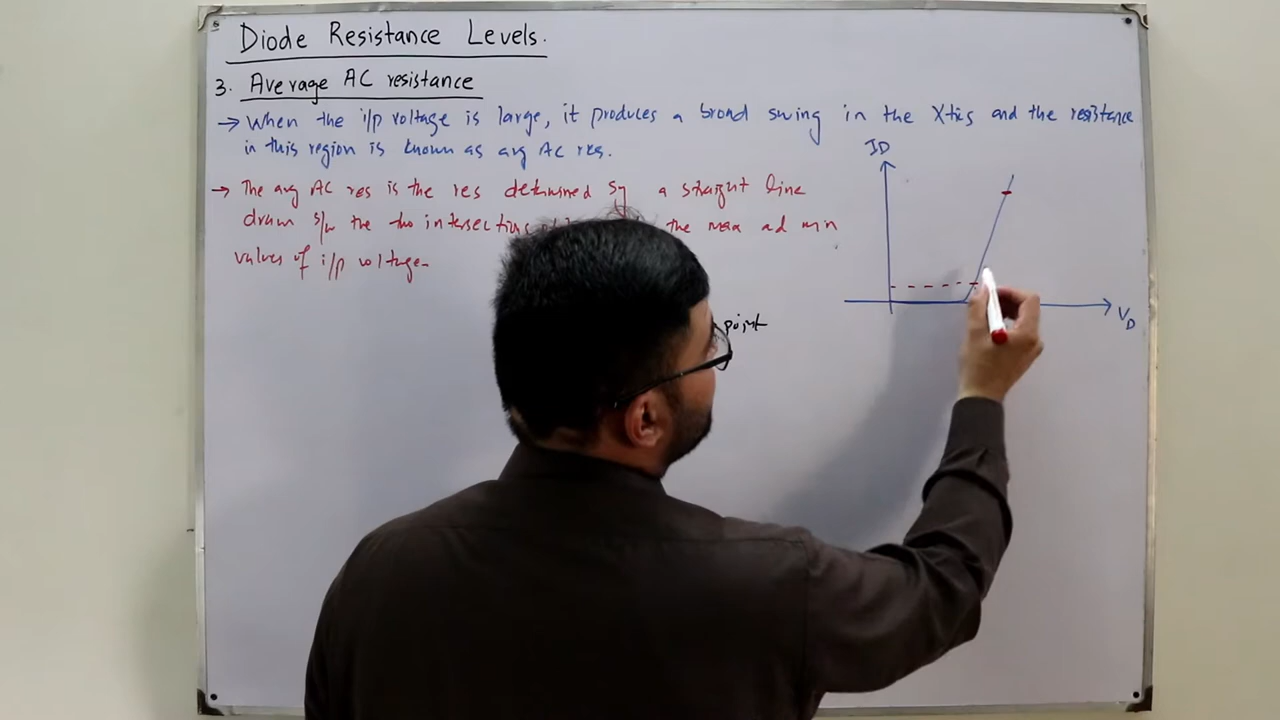 Diode Resistance Levels.
3. Average AC resistance
→ When the i/p voltage is large, it produces a broad swing in the Xtics and the resistance
in this region is known as avg AC res.
→ The avg AC res is the res determined by a straight line
drawn b/w the two intersections the max ad min
values of i/p voltage.
point
ID
VD